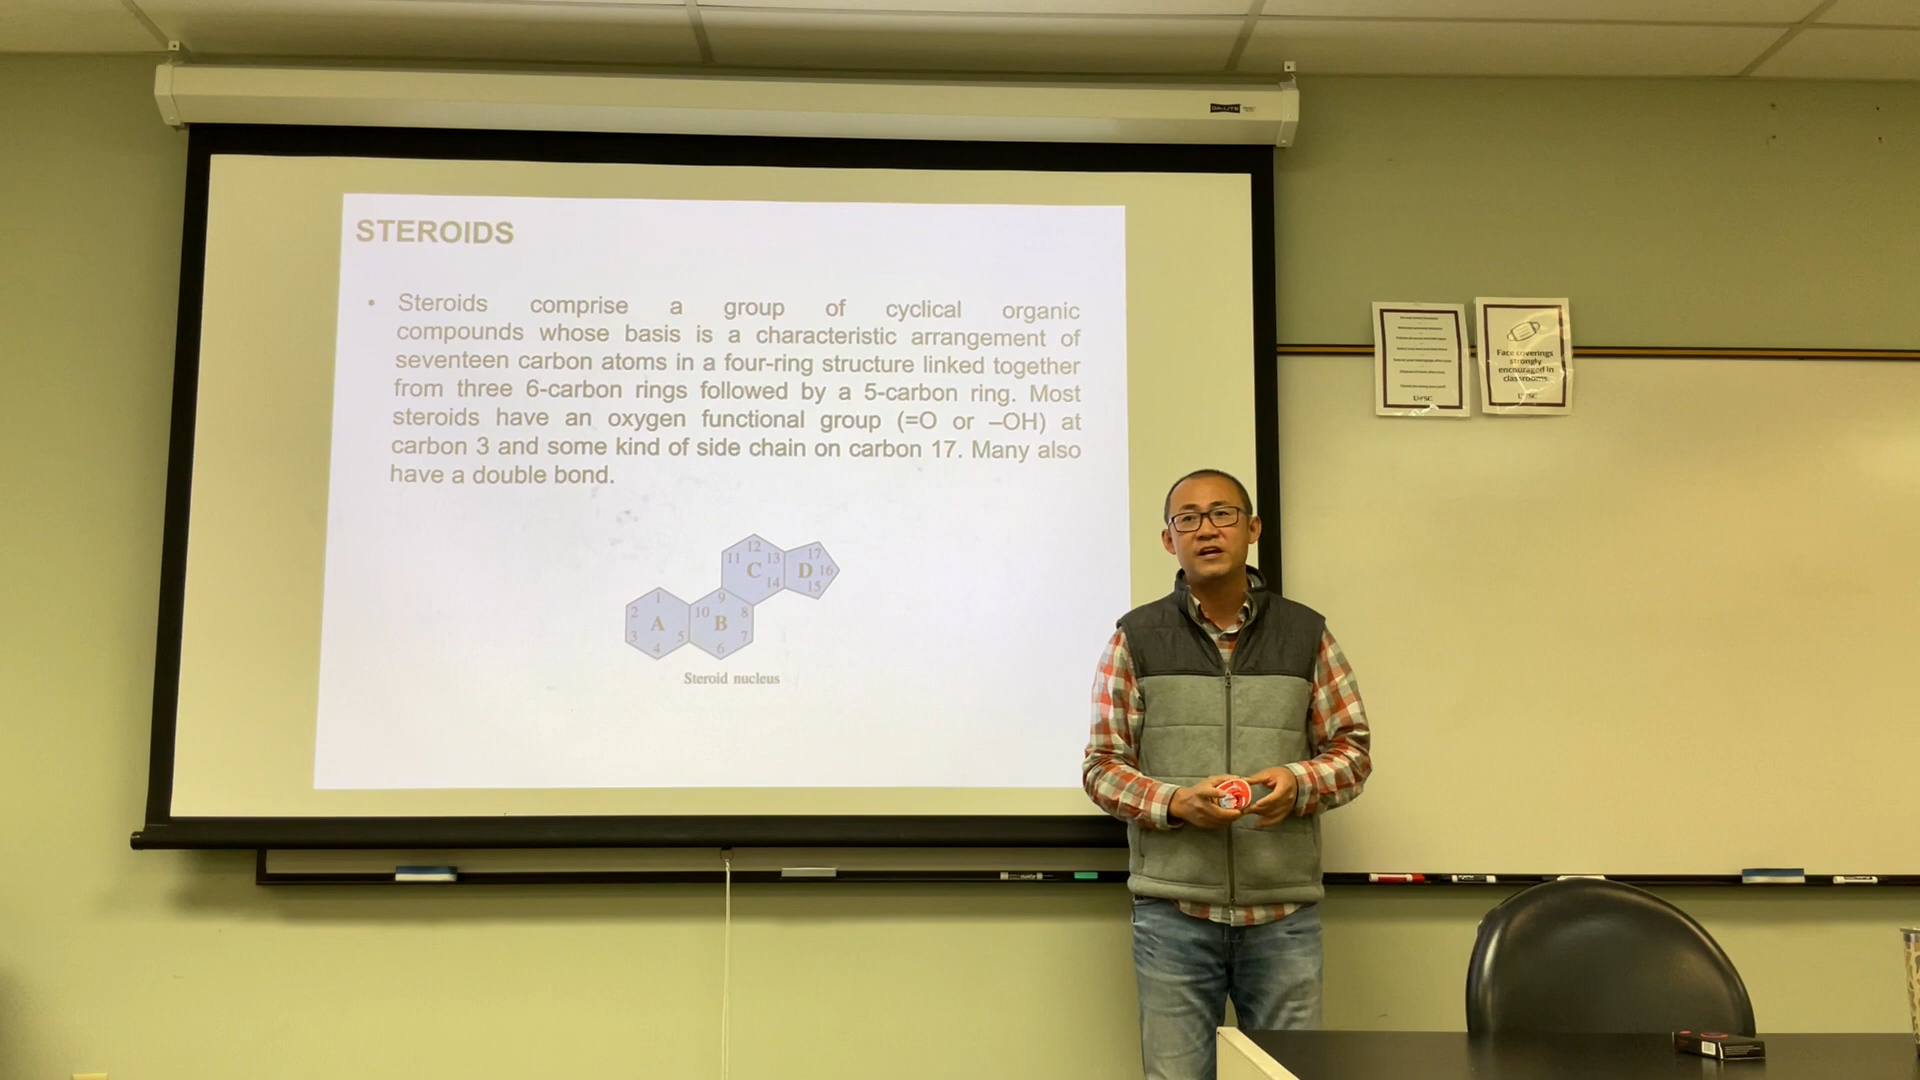 DA-LITE
STEROIDS
• Steroids comprise a group of cyclical organic
compounds whose basis is a characteristic arrangement of
seventeen carbon atoms in a four-ring structure linked together
from three 6-carbon rings followed by a 5-carbon ring. Most
steroids have an oxygen functional group (=O or –OH) at
carbon 3 and some kind of side chain on carbon 17. Many also
have a double bond.
12
11 13 17
C D 16
14 15
1 9
2 10 8
A B
3 5 7
4 6
Steroid nucleus
Face coverings
strongly
encouraged in
classrooms.